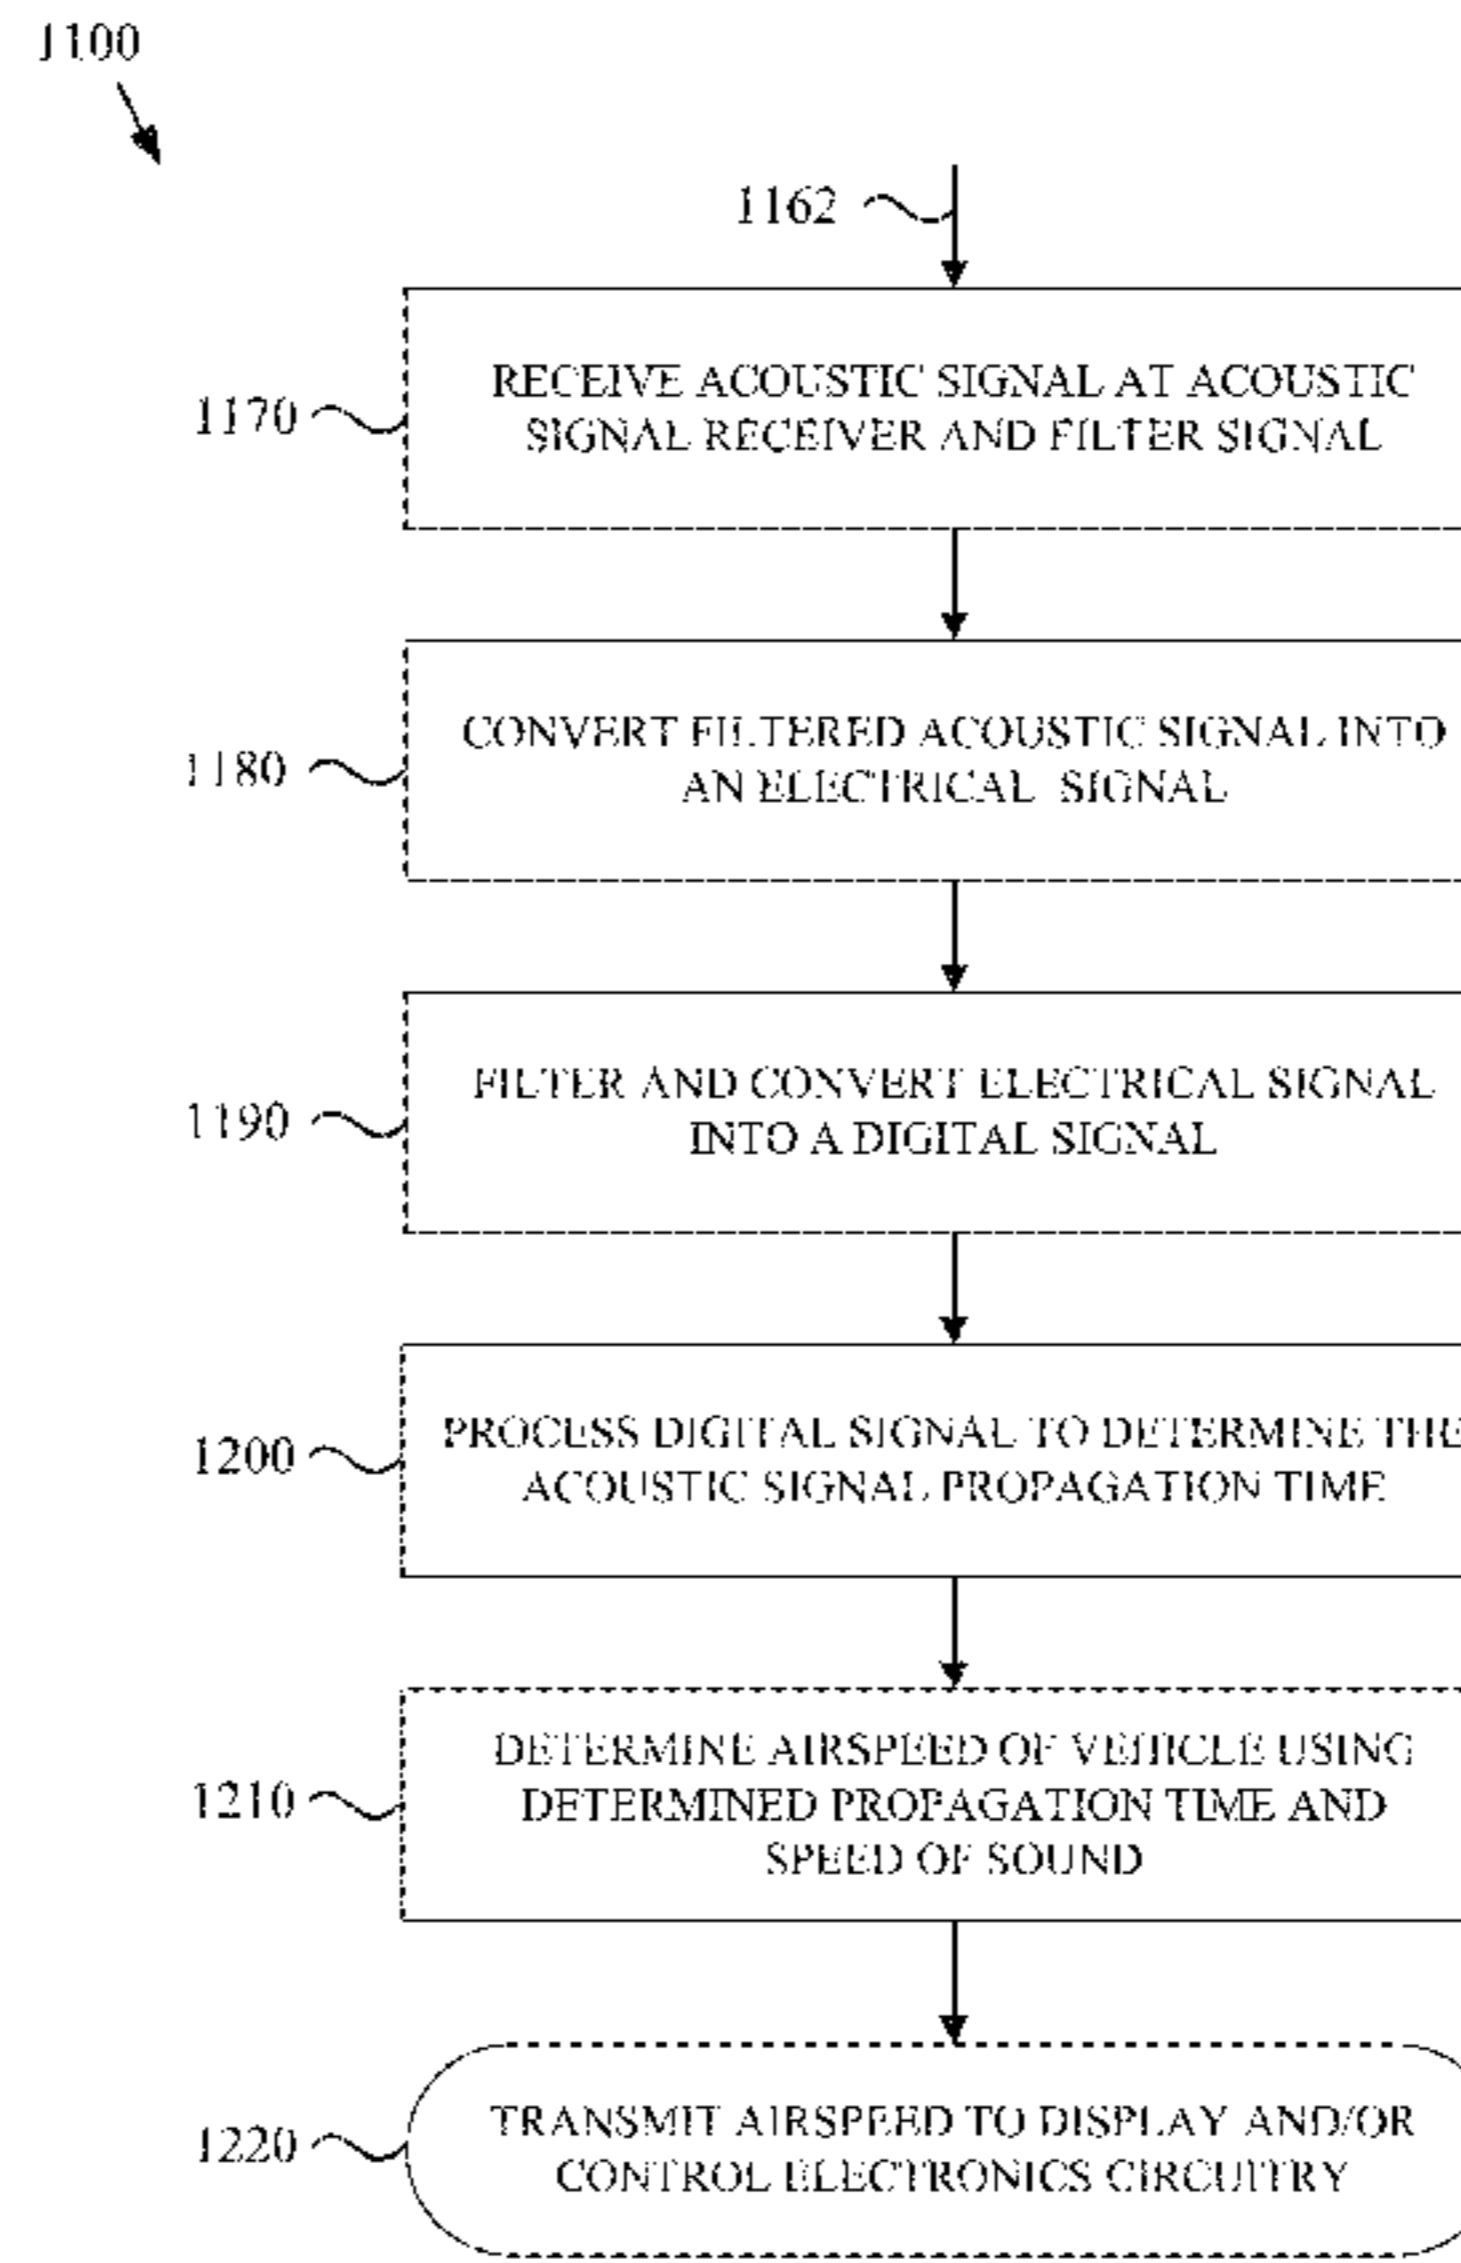 1100
1162
1170
RECEIVE ACOUSTIC SIGNAL AT ACOUSTIC
SIGNAL RECEIVER AND FILTER SIGNAL
1180
CONVERT FILTERED ACOUSTIC SIGNAL INTO
AN ELECTRICAL SIGNAL
1190
FILTER AND CONVERT ELECTRICAL SIGNAL
INTO A DIGITAL SIGNAL
1200
PROCESS DIGITAL SIGNAL TO DETERMINE THE
ACOUSTIC SIGNAL PROPAGATION TIME
1210
DETERMINE AIRSPEED OF VEHICLE USING
DETERMINED PROPAGATION TIME AND
SPEED OF SOUND
1220
TRANSMIT AIRSPEED TO DISPLAY AND/OR
CONTROL ELECTRONICS CIRCUITRY